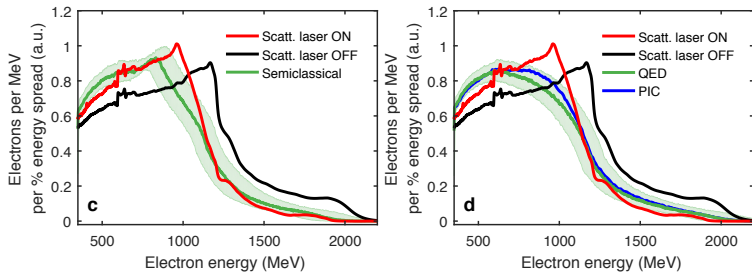 Electrons per MeV
per % energy spread (a.u.)
1.2
1
0.8
0.6
0.4
0.2
0
Scatt. laser ON
Scatt. laser OFF
Semiclassical
c
500
1000
1500
2000
Electron energy (MeV)
Electrons per MeV
per % energy spread (a.u.)
1.2
1
0.8
0.6
0.4
0.2
0
Scatt. laser ON
Scatt. laser OFF
QED
PIC
d
500
1000
1500
2000
Electron energy (MeV)